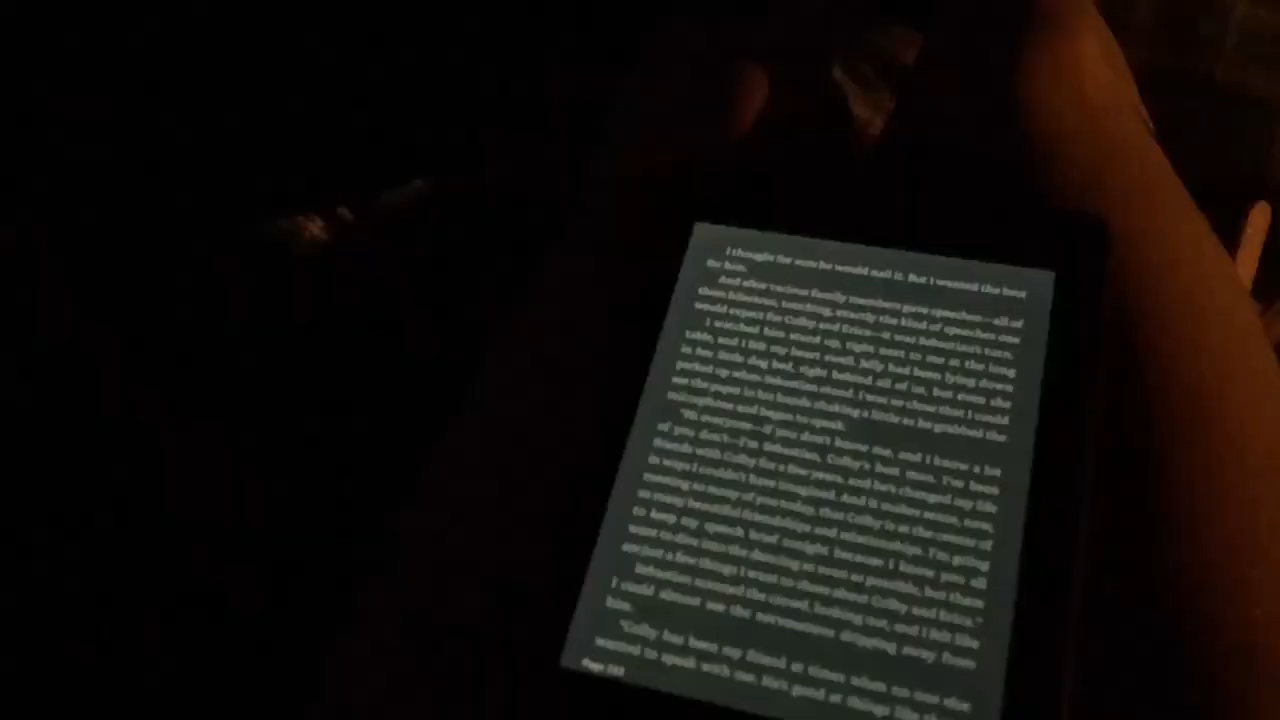 I thought for sure he would nail it. But I wanted the best
for him.
And after various family members gave speeches—all of
them hilarious, touching, exactly the kind of speeches one
would expect for Colby and Erica—it was Sebastian's turn.
I watched him stand up, right next to me at the long
table, and I felt my heart swell. Jelly had been lying down
in her little dog bed, right behind all of us, but even she
perked up when Sebastian stood. I was so close that I could
see the paper in his hands shaking a little as he grabbed the
microphone and began to speak.
"Hi everyone—if you don't know me, and I know a lot
of you don't—I'm Sebastian, Colby's best man. I've been
friends with Colby for a few years, and he's changed my life
in ways I couldn't have imagined. And it makes sense, now,
meeting so many of you today, that Colby is at the center of
so many beautiful friendships and relationships. I'm going
to keep my speech brief tonight because I know you all
want to dive into the dancing as soon as possible, but there
are just a few things I want to share about Colby and Erica."
Sebastian scanned the crowd, looking out, and I felt like
I could almost see the nervousness dripping away from
him.
"Colby has been my friend at times when no one else
wanted to speak with me. He's good at things like
Page